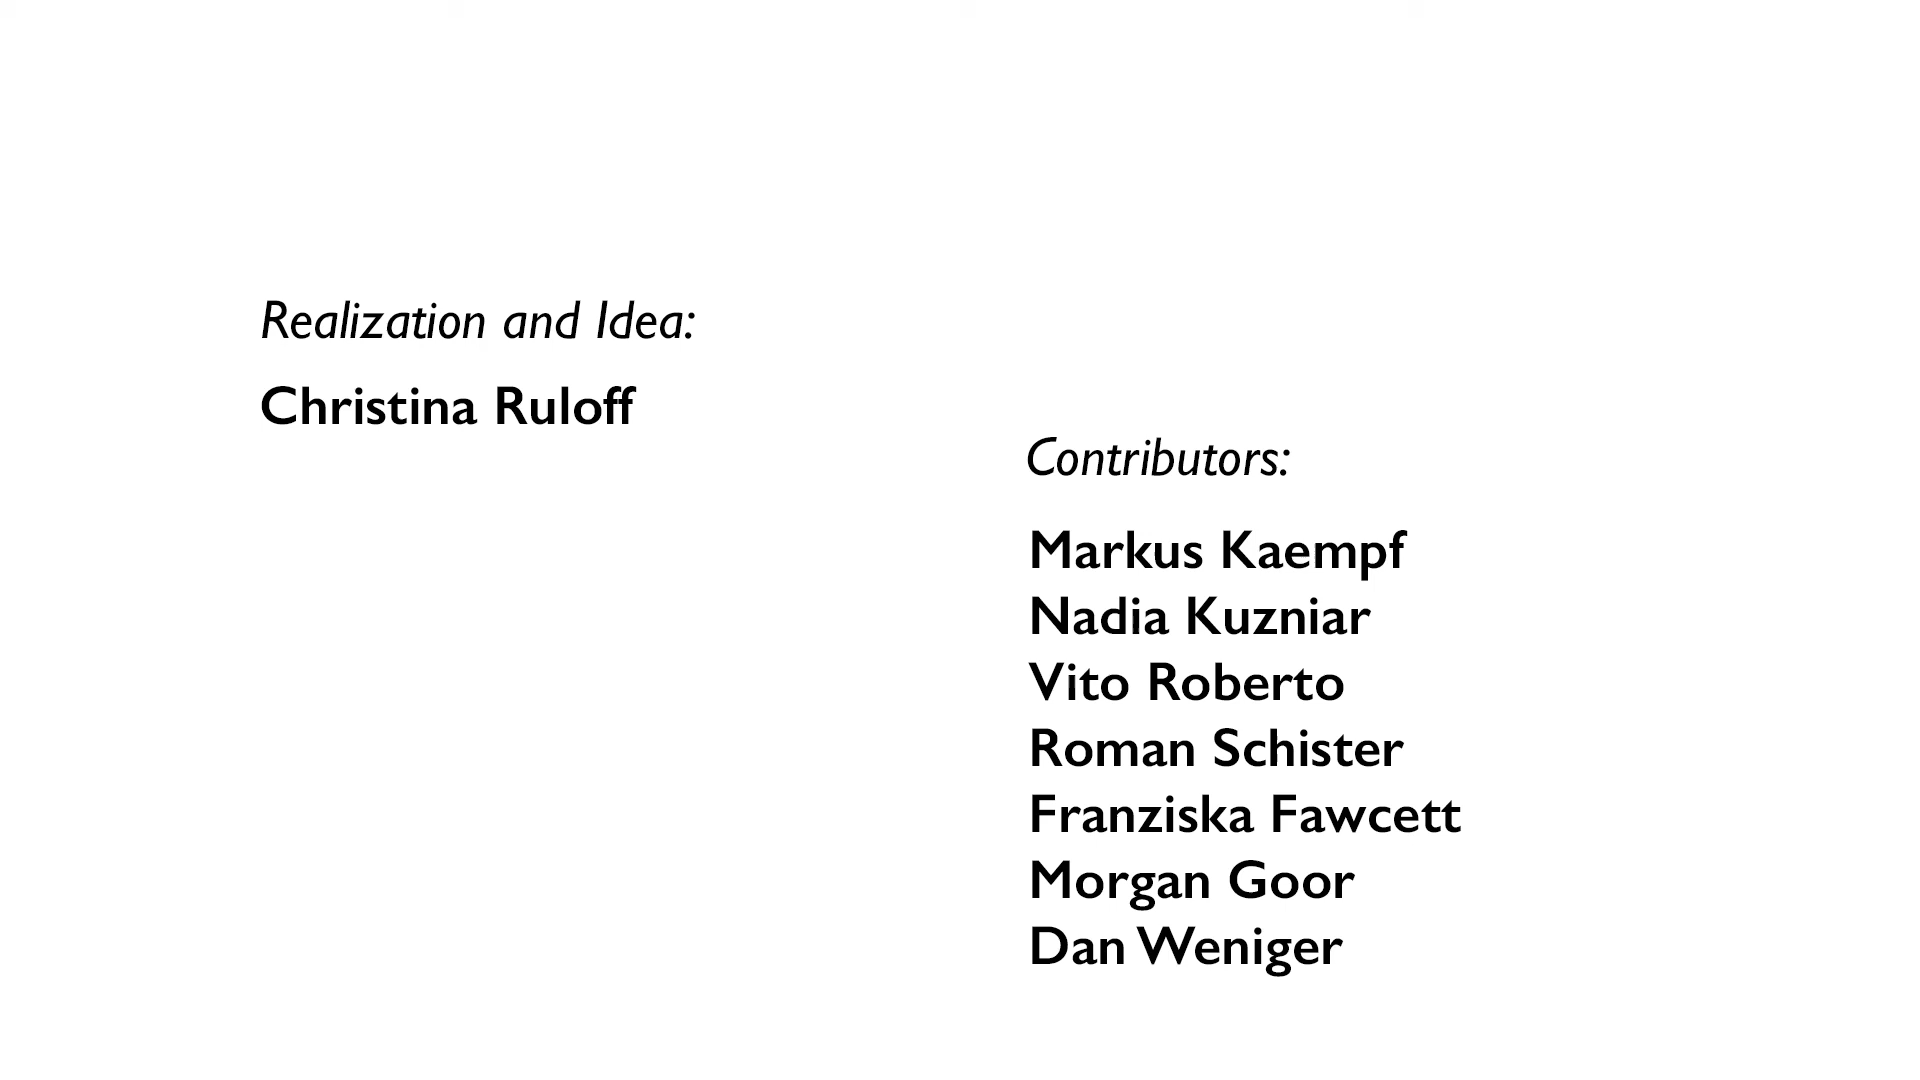 Realization and Idea:
Christina Ruloff
Contributors:
Markus Kaempf
Nadia Kuzniar
Vito Roberto
Roman Schister
Franziska Fawcett
Morgan Goor
Dan Weniger